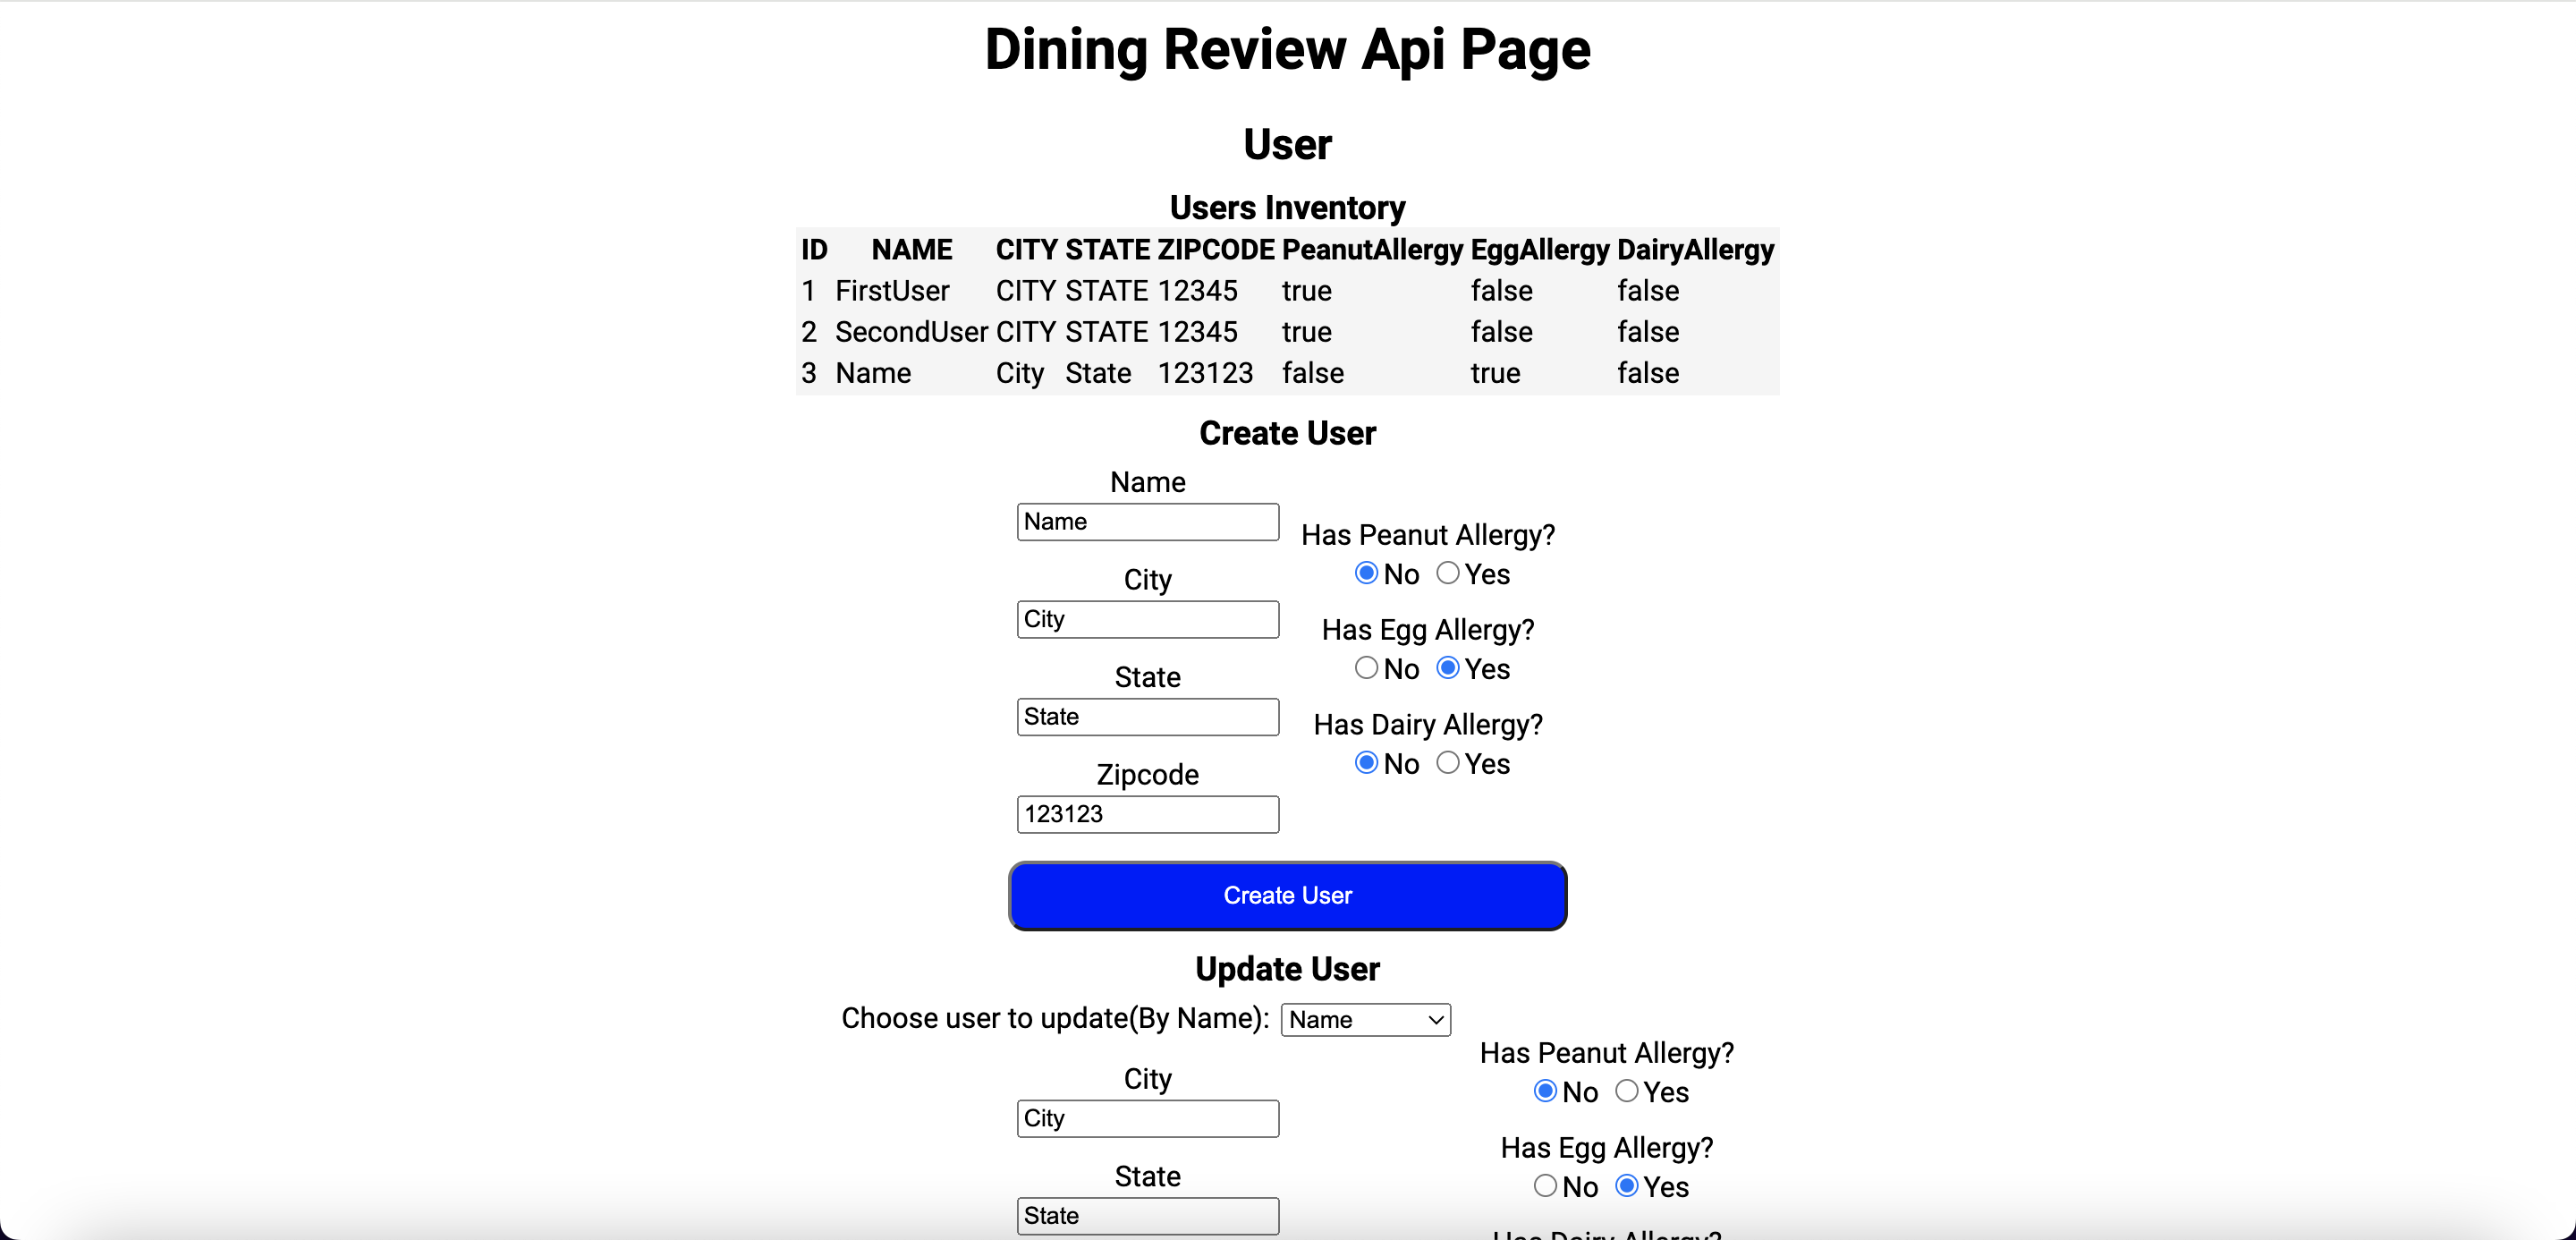 Dining Review Api Page
User
Users Inventory
ID NAME CITY STATE ZIPCODE PeanutAllergy EggAllergy DairyAllergy
1 FirstUser CITY STATE 12345 true false false
2 SecondUser CITY STATE 12345 true false false
3 Name City State 123123 false true false
Create User
Name
Name
City
City
State
State
Zipcode
123123
Has Peanut Allergy?
No Yes
Has Egg Allergy?
No Yes
Has Dairy Allergy?
No Yes
Create User
Update User
Choose user to update(By Name): Name
City
City
State
State
Has Peanut Allergy?
No Yes
Has Egg Allergy?
No Yes
Has Dairy Allergy?